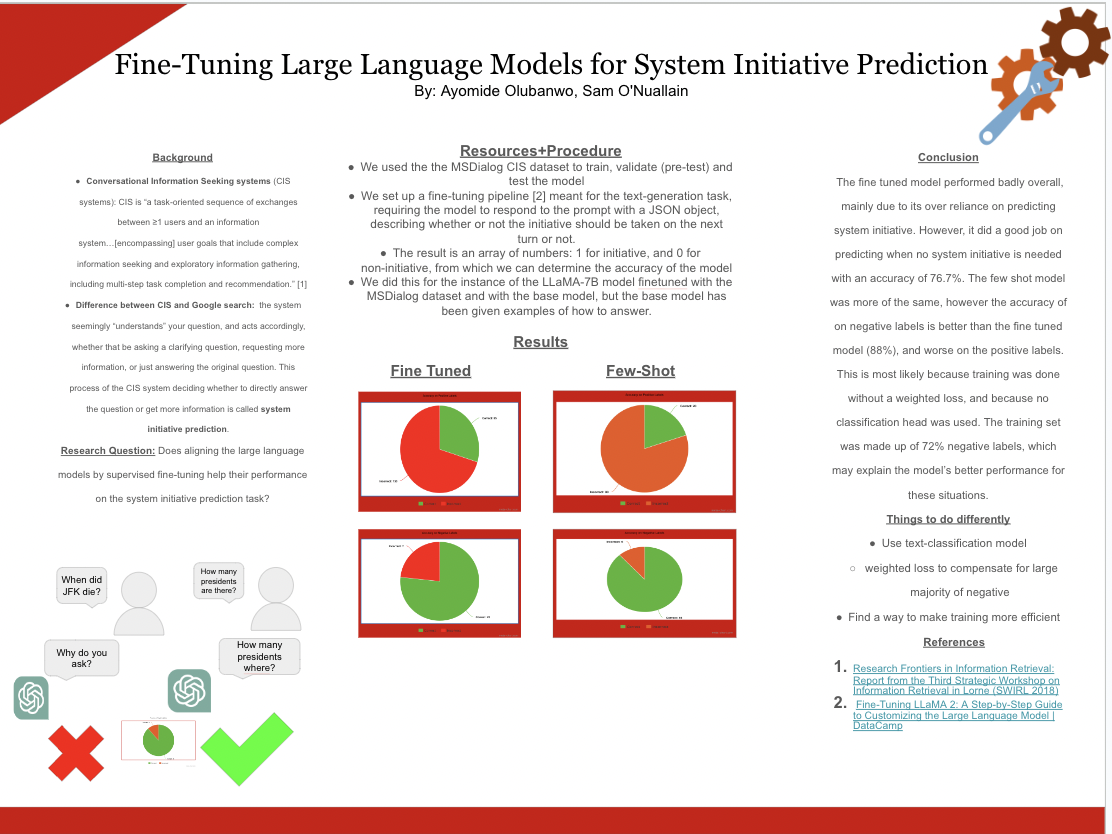 Fine-Tuning Large Language Models for System Initiative Prediction
By: Ayomide Olubanwo, Sam O'Nuallain
Background
● Conversational Information Seeking systems (CIS
systems): CIS is “a task-oriented sequence of exchanges
between ≥1 users and an information
system…[encompassing] user goals that include complex
information seeking and exploratory information gathering,
including multi-step task completion and recommendation.” [1]
● Difference between CIS and Google search: the system
seemingly “understands” your question, and acts accordingly,
whether that be asking a clarifying question, requesting more
information, or just answering the original question. This
process of the CIS system deciding whether to directly answer
the question or get more information is called system
initiative prediction.
Research Question: Does aligning the large language
models by supervised fine-tuning help their performance
on the system initiative prediction task?
When did
JFK die?
How many
presidents
are there?
Why do you
ask?
How many
presidents
where?
Resources+Procedure
● We used the the MSDialog CIS dataset to train, validate (pre-test) and
test the model
● We set up a fine-tuning pipeline [2] meant for the text-generation task,
requiring the model to respond to the prompt with a JSON object,
describing whether or not the initiative should be taken on the next
turn or not.
● The result is an array of numbers: 1 for initiative, and 0 for
non-initiative, from which we can determine the accuracy of the model
● We did this for the instance of the LLaMA-7B model finetuned with the
MSDialog dataset and with the base model, but the base model has
been given examples of how to answer.
Results
Fine Tuned
Few-Shot
Conclusion
The fine tuned model performed badly overall,
mainly due to its over reliance on predicting
system initiative. However, it did a good job on
predicting when no system initiative is needed
with an accuracy of 76.7%. The few shot model
was more of the same, however the accuracy of
on negative labels is better than the fine tuned
model (88%), and worse on the positive labels.
This is most likely because training was done
without a weighted loss, and because no
classification head was used. The training set
was made up of 72% negative labels, which
may explain the model’s better performance for
these situations.
Things to do differently
● Use text-classification model
○ weighted loss to compensate for large
majority of negative
● Find a way to make training more efficient
References
1. Research Frontiers in Information Retrieval:
Report from the Third Strategic Workshop on
Information Retrieval in Lorne (SWIRL 2018)
2. Fine-Tuning LLaMA 2: A Step-by-Step Guide
to Customizing the Large Language Model |
DataCamp